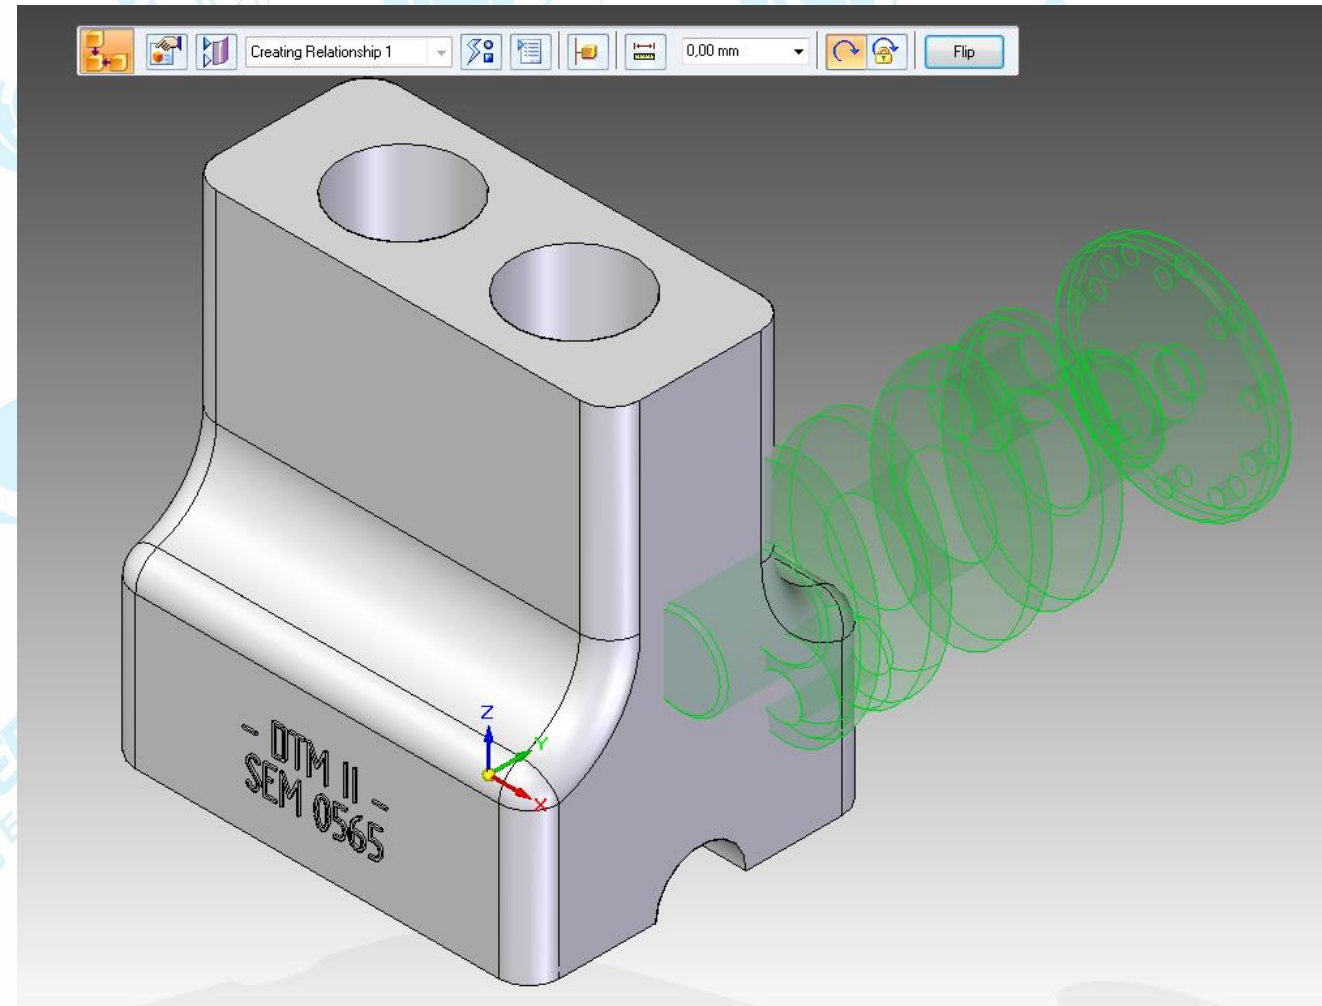 Creating Relationship 1
0,00 mm
Flip
Z
Y
X
- DTM II -
SEM 0565